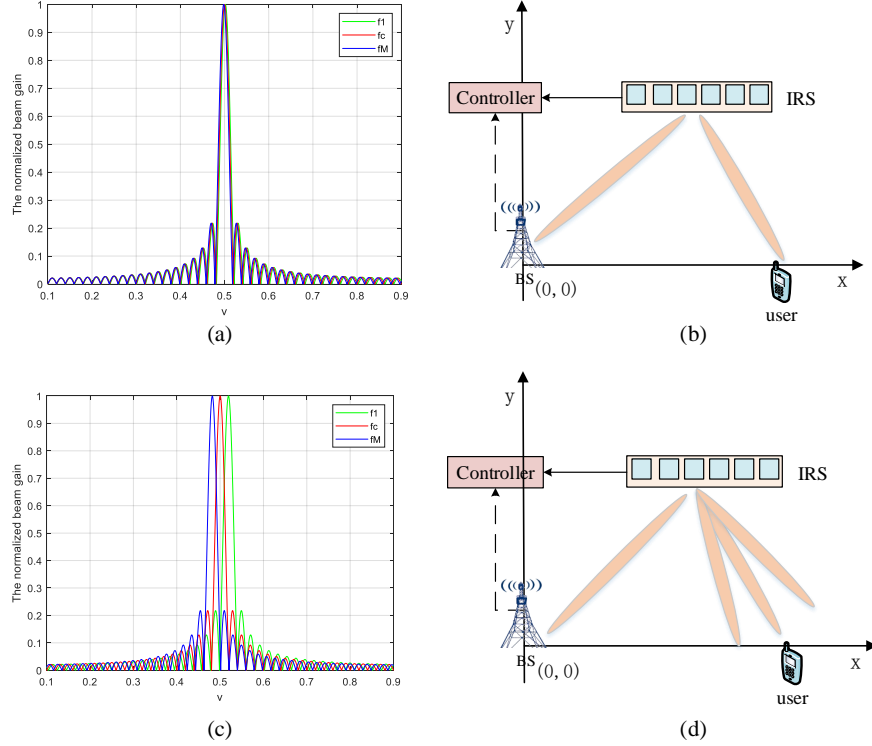 The normalized beam gain
1
0.9
0.8
0.7
0.6
0.5
0.4
0.3
0.2
0.1
0
0.1
0.2
0.3
0.4
0.5
0.6
0.7
0.8
0.9
v
f1
fc
fM
(a)
y
Controller
IRS
BS
(0, 0)
x
user
(b)
The normalized beam gain
1
0.9
0.8
0.7
0.6
0.5
0.4
0.3
0.2
0.1
0
0.1
0.2
0.3
0.4
0.5
0.6
0.7
0.8
0.9
v
f1
fc
fM
(c)
y
Controller
IRS
BS
(0, 0)
x
user
(d)